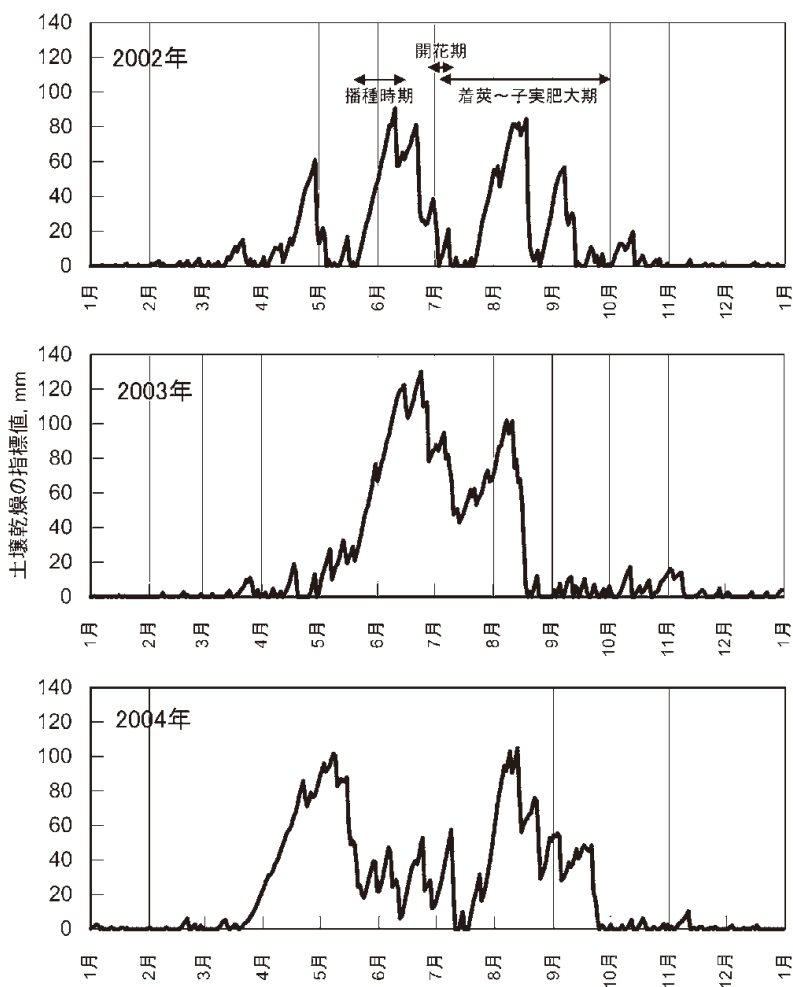 140
120
100
80
60
40
20
0
2002年
開花期
播種時期
着莢～子実肥大期
1月
2月
3月
4月
5月
6月
7月
8月
9月
10月
11月
12月
1月
土壌乾燥の指標値, mm
140
120
100
80
60
40
20
0
2003年
1月
2月
3月
4月
5月
6月
7月
8月
9月
10月
11月
12月
1月
140
120
100
80
60
40
20
0
2004年
1月
2月
3月
4月
5月
6月
7月
8月
9月
10月
11月
12月
1月